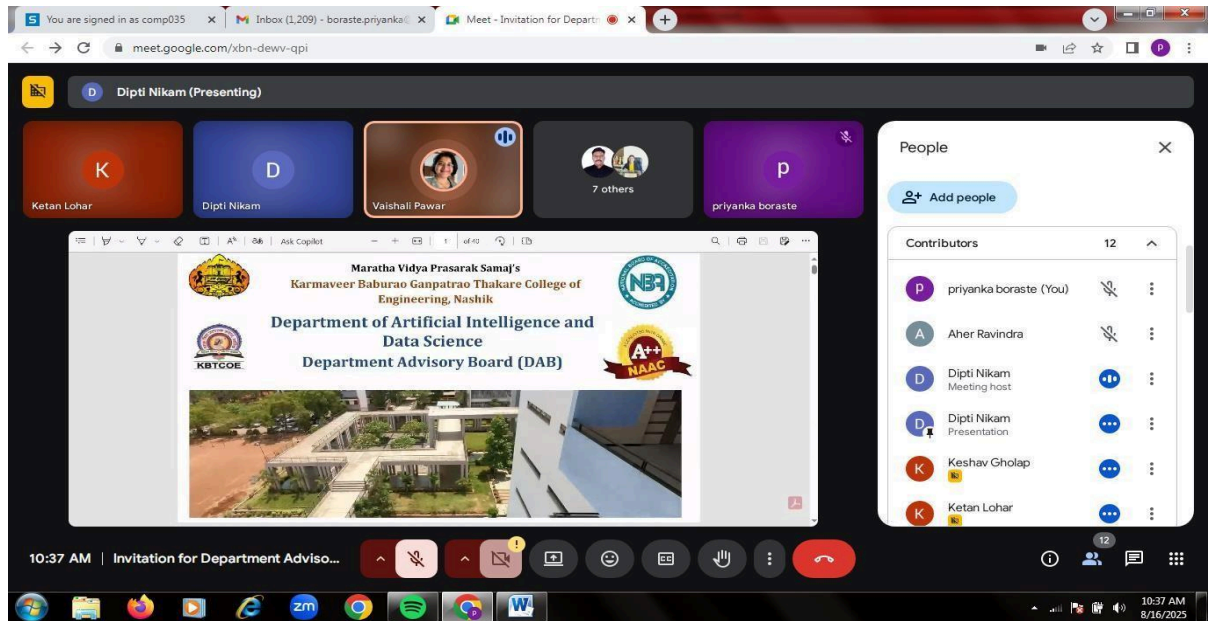 You are signed in as comp035
Inbox (1,209) - boraste.priyanka
Meet - Invitation for Departm
meet.google.com/xbn-dewv-qpi
P
D
Dipti Nikam (Presenting)
K
Ketan Lohar
D
Dipti Nikam
Vaishali Pawar
7 others
p
priyanka boraste
Ask Copilot
1 of 40
Maratha Vidya Prasarak Samaj's
Karmaveer Baburao Ganpatrao Thakare College of
Engineering, Nashik
Department of Artificial Intelligence and
Data Science
Department Advisory Board (DAB)
KBTCOE
NBA
A++
NAAC
People
Add people
Contributors 12
p
priyanka boraste (You)
A
Aher Ravindra
D
Dipti Nikam
Meeting host
D
Dipti Nikam
Presentation
K
Keshav Gholap
K
Ketan Lohar
10:37 AM | Invitation for Department Adviso...
12
zm
10:37 AM
8/16/2025